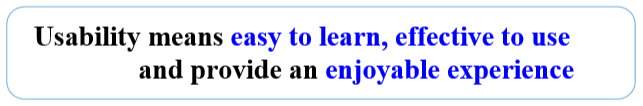 Usability means easy to learn, effective to use
and provide an enjoyable experience